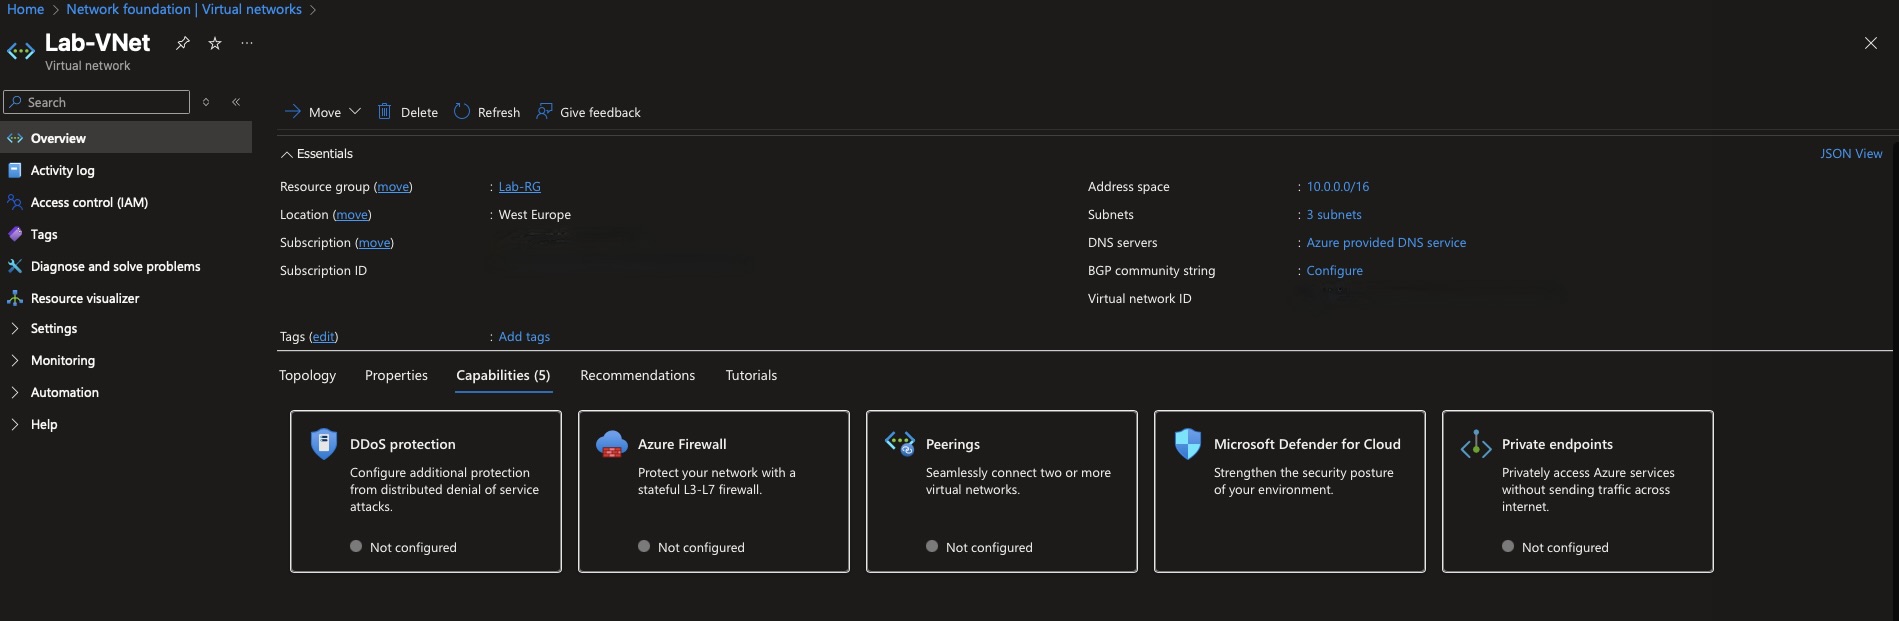 Home > Network foundation | Virtual networks >
Lab-VNet
Virtual network
Search
Overview
Activity log
Access control (IAM)
Tags
Diagnose and solve problems
Resource visualizer
Settings
Monitoring
Automation
Help
Move Delete Refresh Give feedback
Essentials
JSON View
Resource group (move) : Lab-RG
Location (move) : West Europe
Subscription (move)
Subscription ID
Address space : 10.0.0.0/16
Subnets : 3 subnets
DNS servers : Azure provided DNS service
BGP community string : Configure
Virtual network ID
Tags (edit) : Add tags
Topology Properties Capabilities (5) Recommendations Tutorials
DDoS protection
Configure additional protection
from distributed denial of service
attacks.
Not configured
Azure Firewall
Protect your network with a
stateful L3-L7 firewall.
Not configured
Peerings
Seamlessly connect two or more
virtual networks.
Not configured
Microsoft Defender for Cloud
Strengthen the security posture
of your environment.
Private endpoints
Privately access Azure services
without sending traffic across
internet.
Not configured